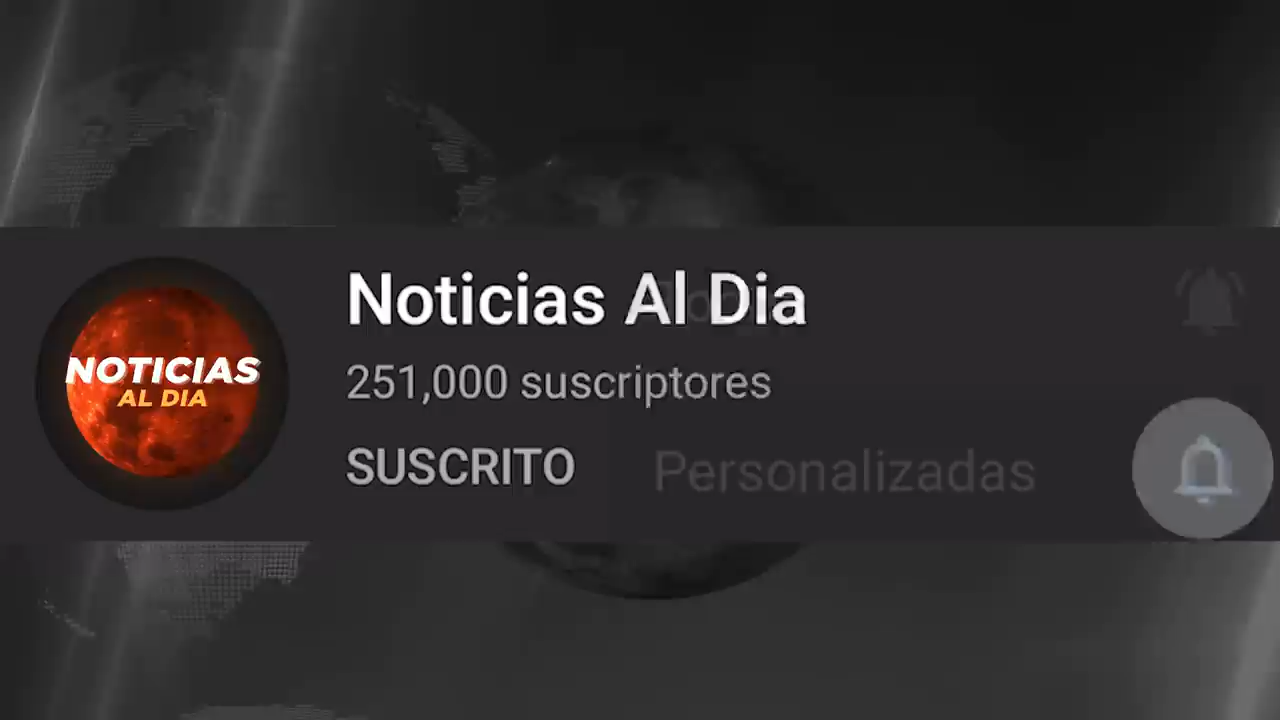 Noticias Al Dia
NOTICIAS
AL DIA
251,000 suscriptores
SUSCRITO
Personalizadas